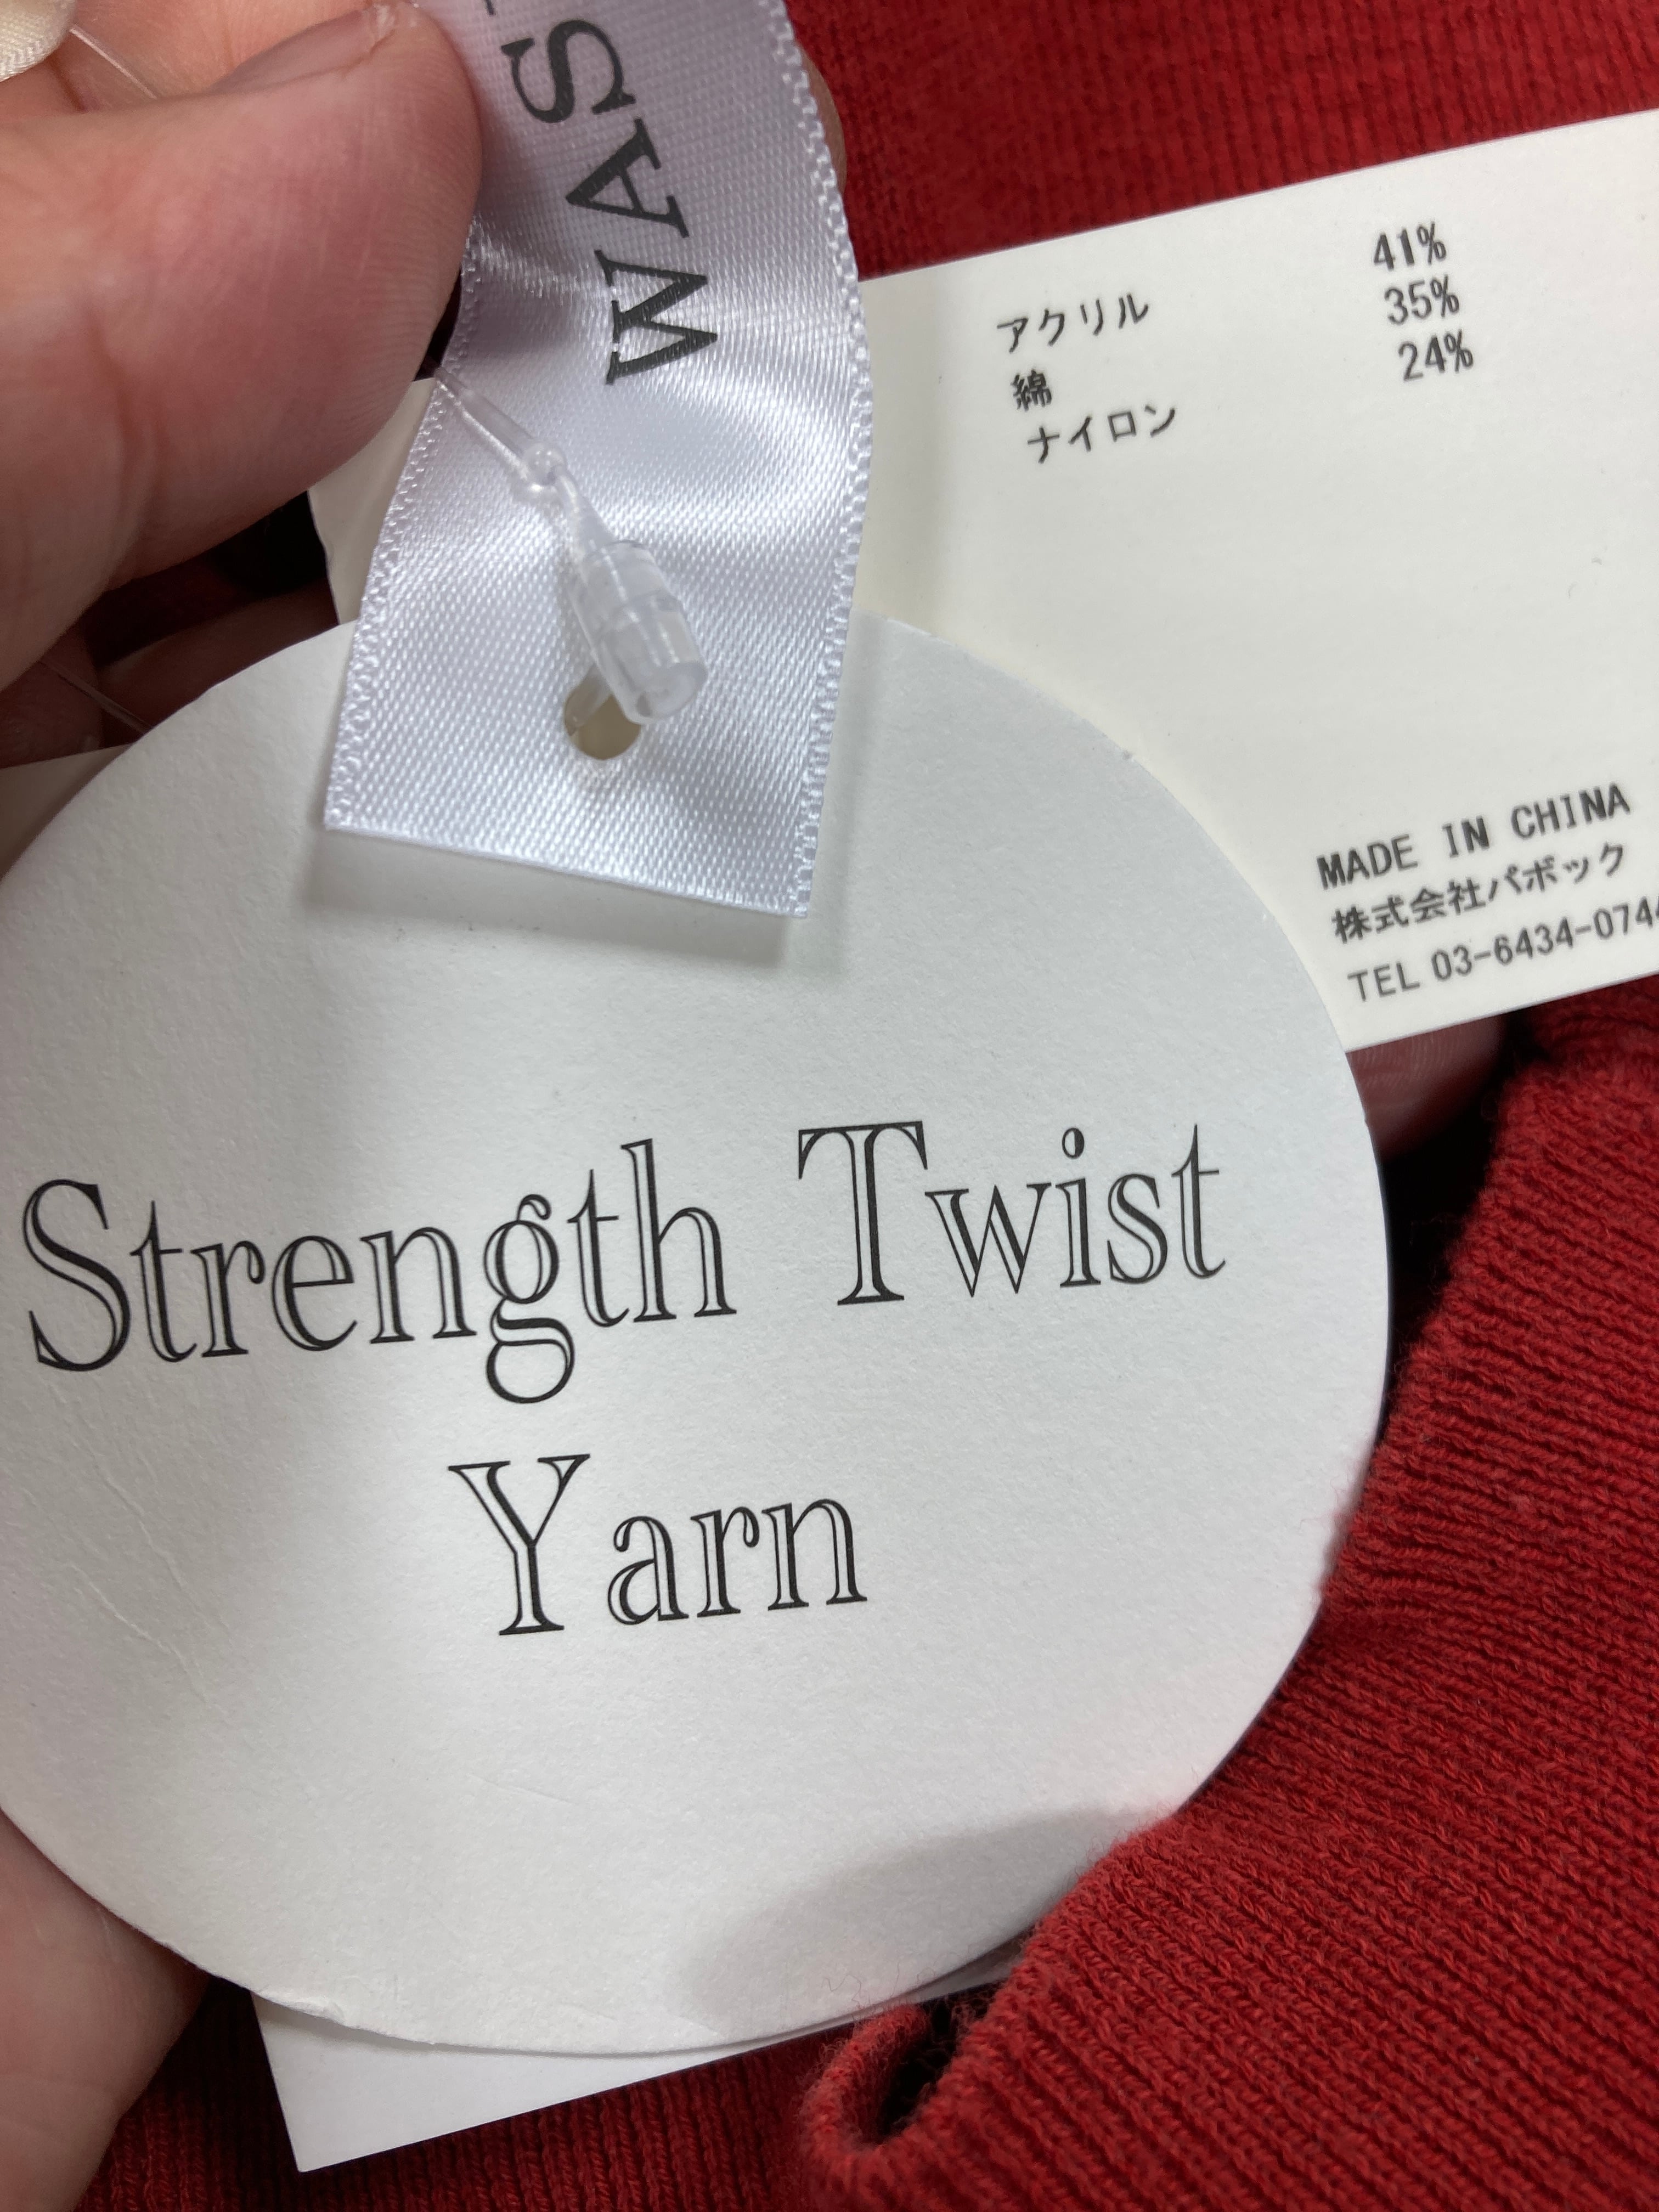 WAS
アクリル 41%
綿 35%
ナイロン 24%
MADE IN CHINA
株式会社パボック
TEL 03-6434-074
Strength Twist
Yarn